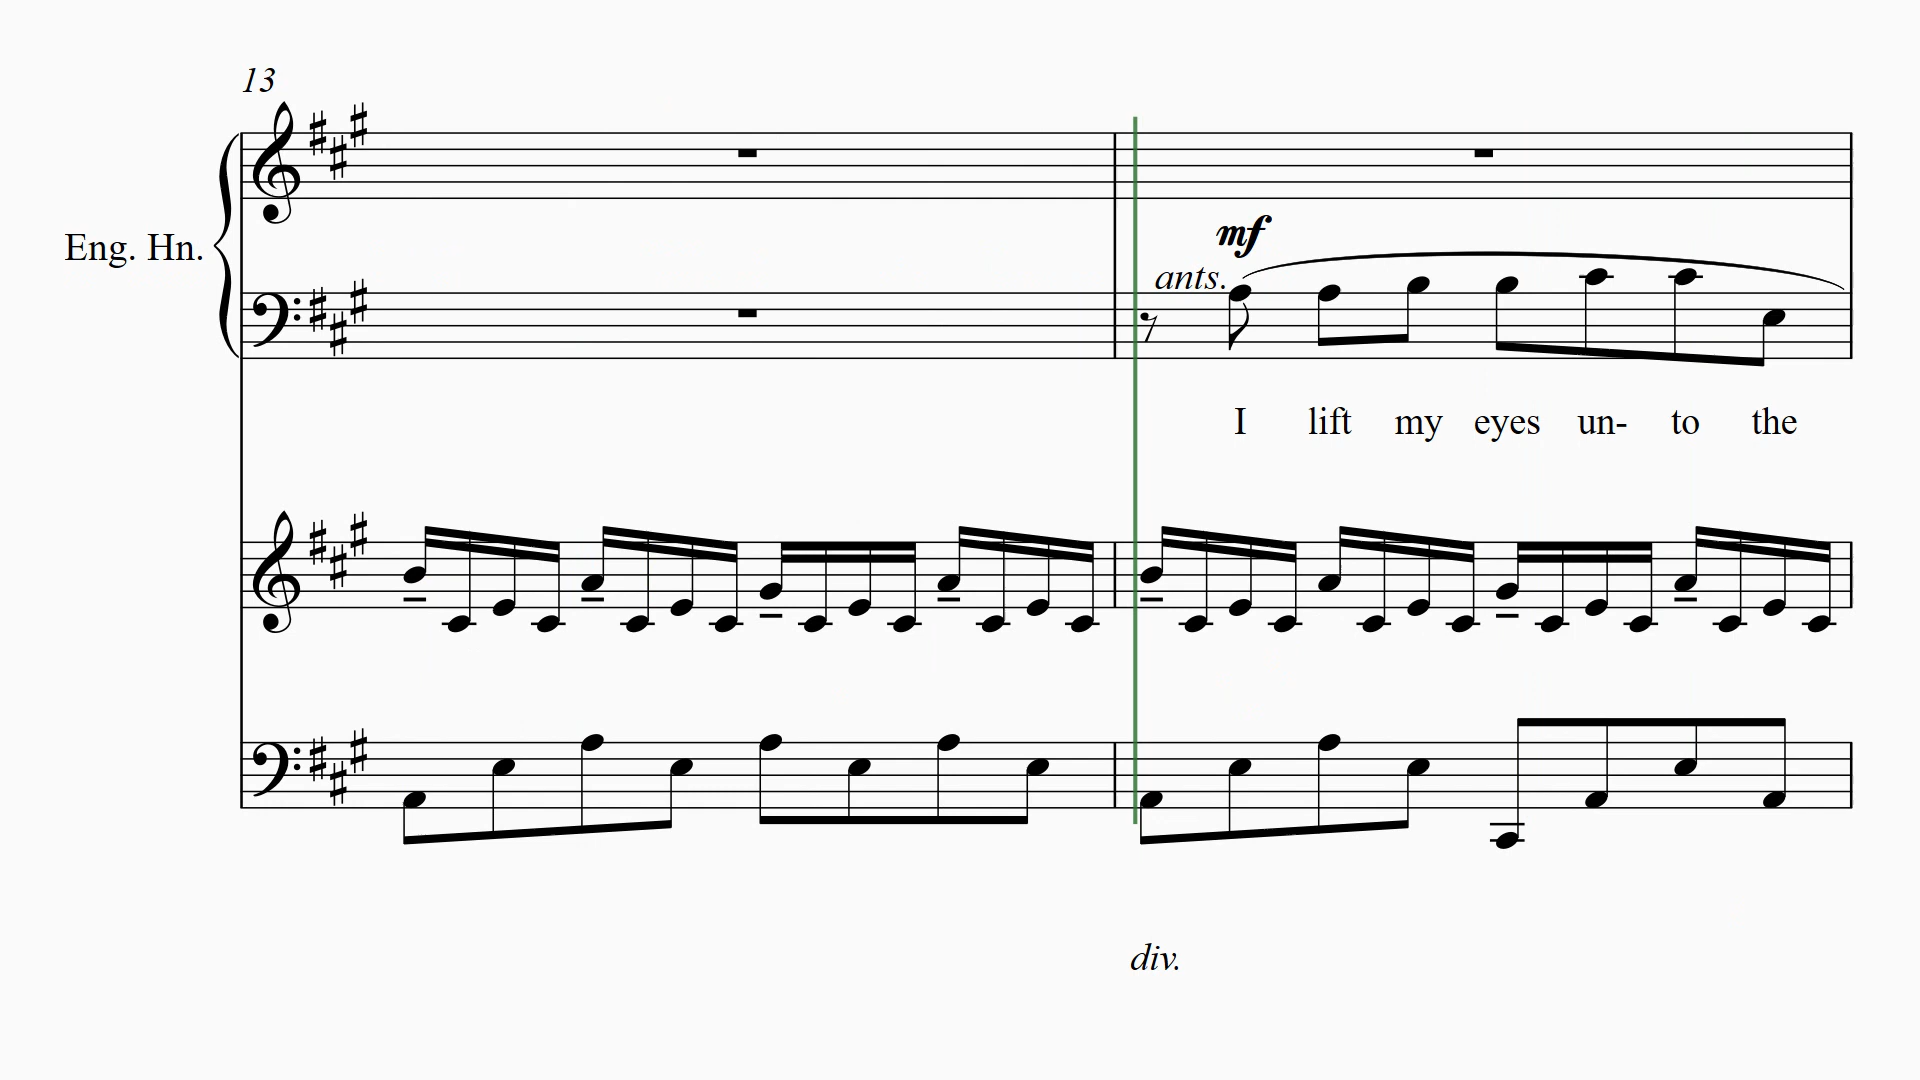 13
Eng. Hn.
mf
ants.
I lift my eyes un- to the
div.